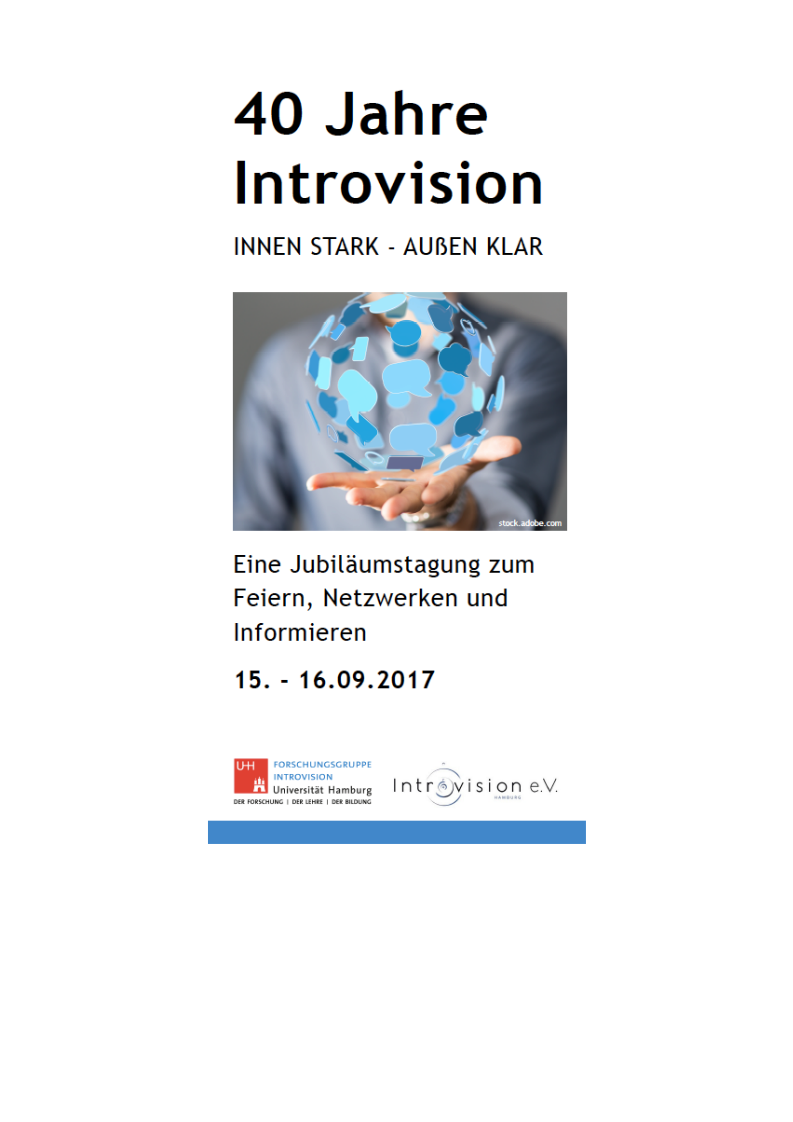 40 Jahre
Introvision
INNEN STARK - AUßEN KLAR
stock.adobe.com
Eine Jubiläumstagung zum
Feiern, Netzwerken und
Informieren
15. - 16.09.2017
UH
FORSCHUNGSGRUPPE
INTROVISION
Universität Hamburg
DER FORSCHUNG | DER LEHRE | DER BILDUNG
Introvision e.V.
HAMBURG